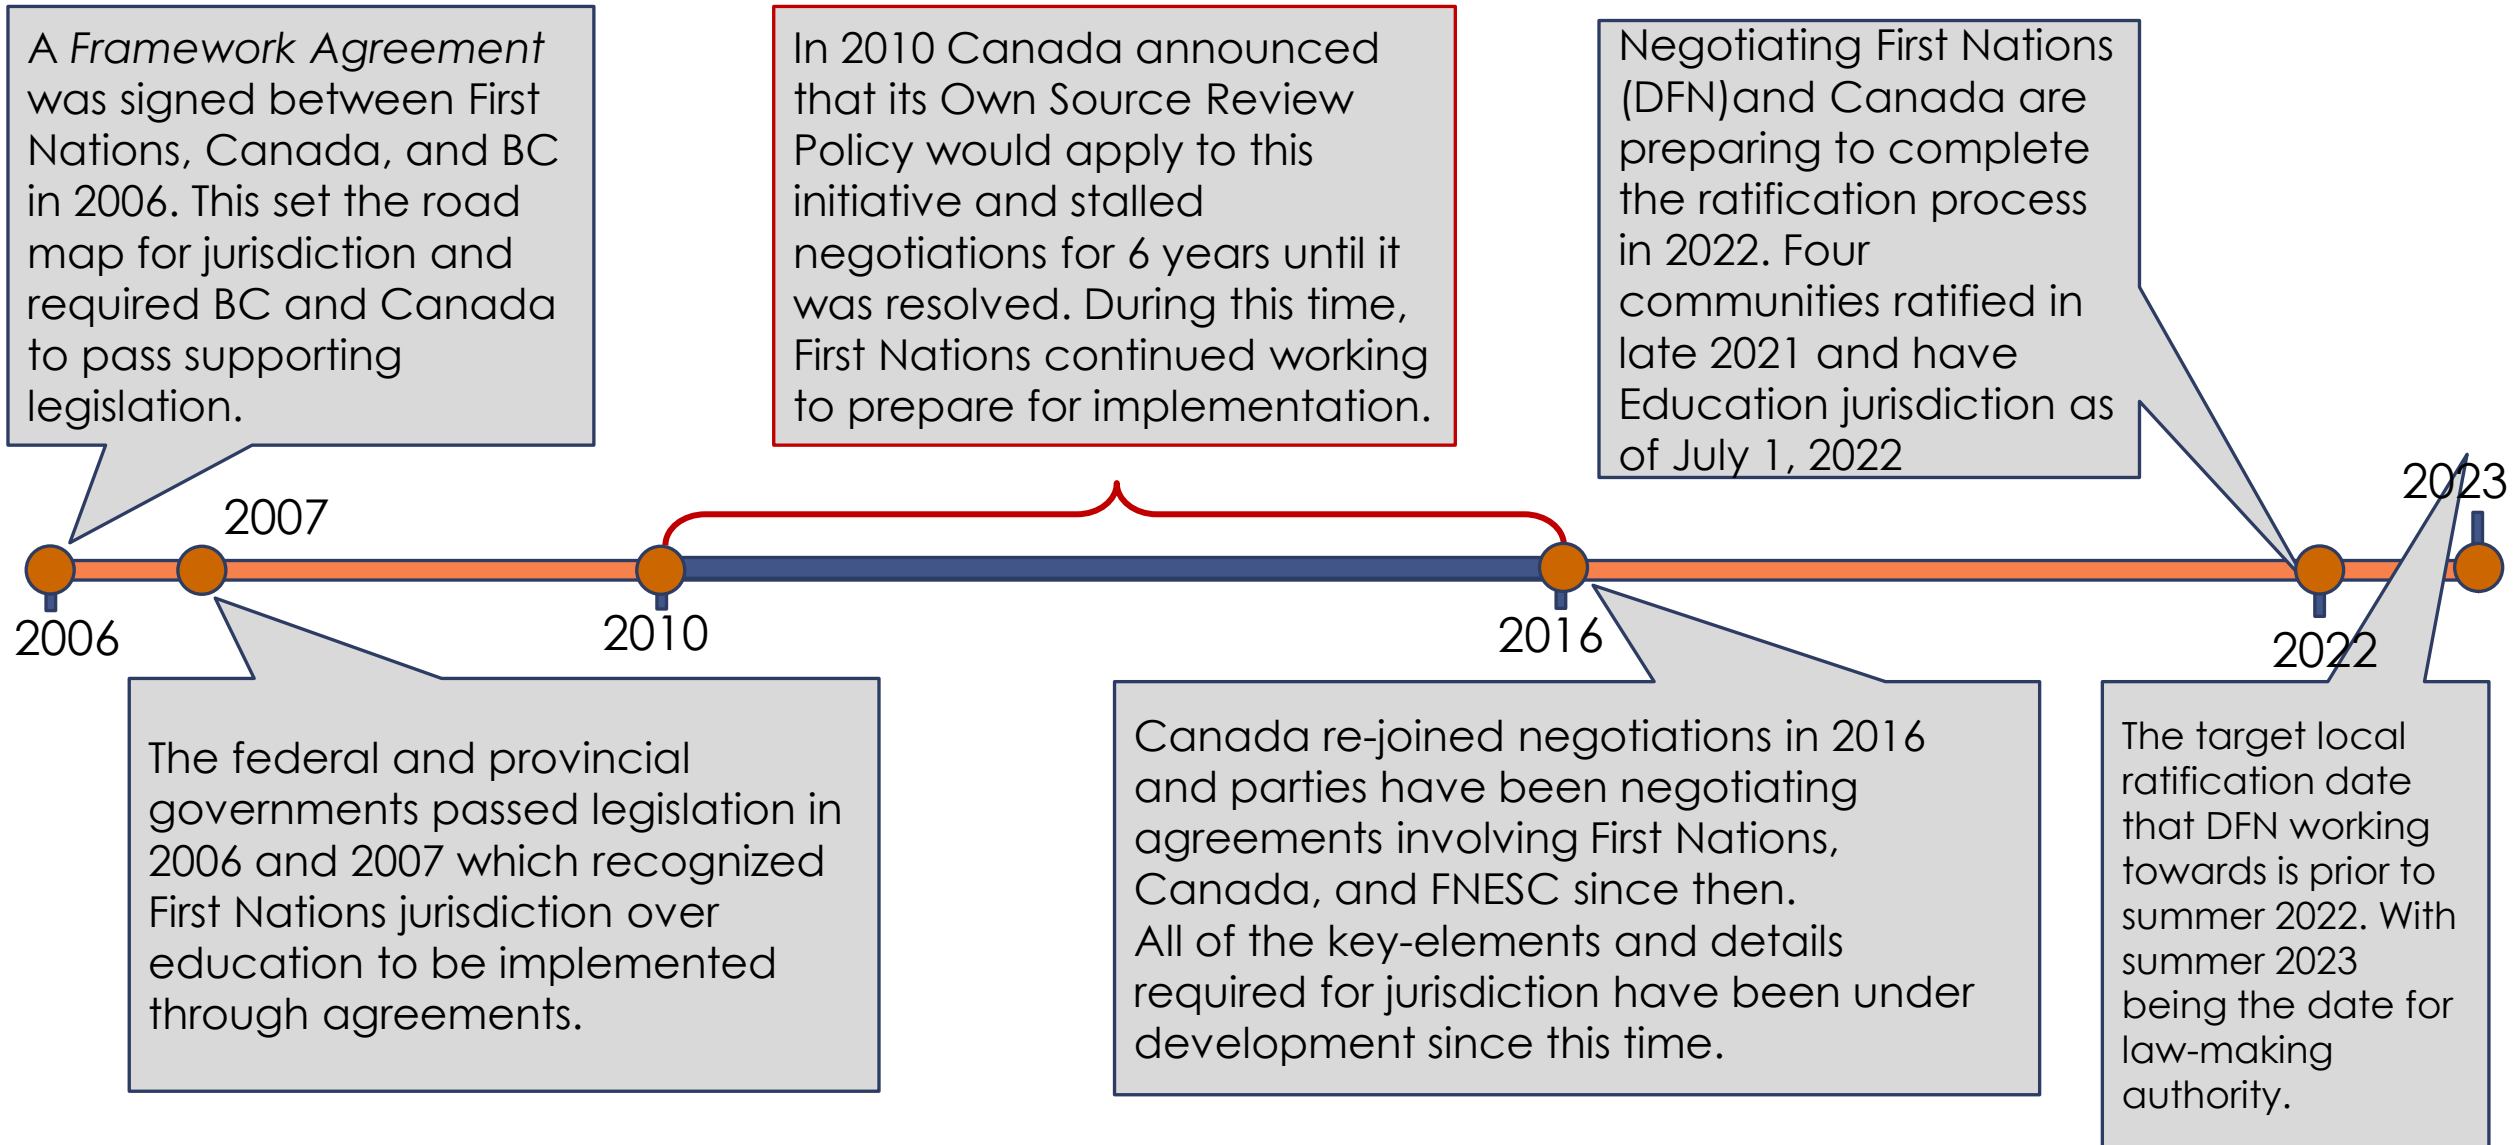 A Framework Agreement
was signed between First
Nations, Canada, and BC
in 2006. This set the road
map for jurisdiction and
required BC and Canada
to pass supporting
legislation.
In 2010 Canada announced
that its Own Source Review
Policy would apply to this
initiative and stalled
negotiations for 6 years until it
was resolved. During this time,
First Nations continued working
to prepare for implementation.
Negotiating First Nations
(DFN)and Canada are
preparing to complete
the ratification process
in 2022. Four
communities ratified in
late 2021 and have
Education jurisdiction as
of July 1, 2022
2023
2007
2006
2010
2016
2022
The federal and provincial
governments passed legislation in
2006 and 2007 which recognized
First Nations jurisdiction over
education to be implemented
through agreements.
Canada re-joined negotiations in 2016
and parties have been negotiating
agreements involving First Nations,
Canada, and FNESC since then.
All of the key-elements and details
required for jurisdiction have been under
development since this time.
The target local
ratification date
that DFN working
towards is prior to
summer 2022. With
summer 2023
being the date for
law-making
authority.